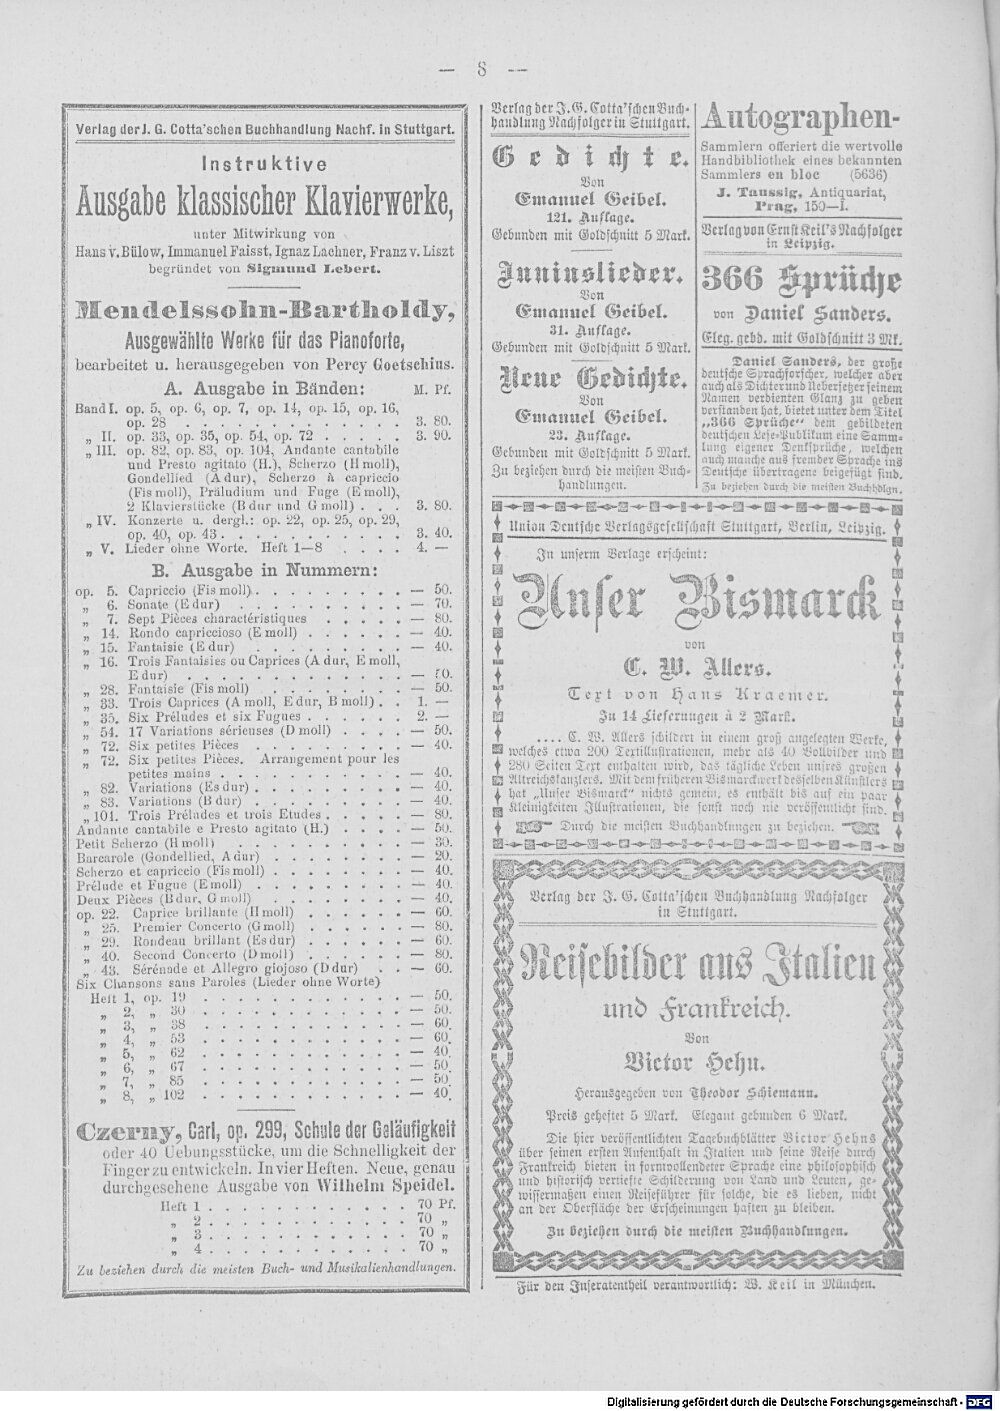 — 8 —
Verlag der J. G. Cotta'schen Buchhandlung Nachf. in Stuttgart.
Instruktive
Ausgabe klassischer Klavierwerke,
unter Mitwirkung von
Hans v. Bülow, Immanuel Faisst, Ignaz Lachner, Franz v. Liszt
begründet von Sigmund Lebert.
Mendelssohn-Bartholdy,
Ausgewählte Werke für das Pianoforte,
bearbeitet u. herausgegeben von Percy Goetschius.
A. Ausgabe in Bänden: M. Pf.
Band I. op. 5, op. 6, op. 7, op. 14, op. 15, op. 16,
op. 28 . . . . . . . . . . . . 3. 80.
„ II. op. 33, op. 35, op. 54, op. 72 . . . . . 3. 90.
„ III. op. 82, op. 83, op. 104, Andante cantabile
und Presto agitato (H.), Scherzo (H moll),
Gondellied (A dur), Scherzo à capriccio
(Fis moll), Präludium und Fuge (E moll),
2 Klavierstücke (B dur und G moll) . . . 3. 80.
„ IV. Konzerte u. dergl.: op. 22, op. 25, op. 29,
op. 40, op. 43 . . . . . . . . . . 3. 40.
„ V. Lieder ohne Worte. Heft 1—8 . . . . 4. —
B. Ausgabe in Nummern:
op. 5. Capriccio (Fis moll) . . . . . . . . . — 50.
„ 6. Sonate (E dur) . . . . . . . . . . — 70.
„ 7. Sept Pièces charactéristiques . . . . . . — 80.
„ 14. Rondo capriccioso (E moll) . . . . . . — 40.
„ 15. Fantaisie (E dur) . . . . . . . . . — 40.
„ 16. Trois Fantaisies ou Caprices (A dur, E moll,
E dur) . . . . . . . . . . . . — 50.
„ 28. Fantaisie (Fis moll) . . . . . . . . — 50.
„ 33. Trois Caprices (A moll, E dur, B moll) . . 1. —
„ 35. Six Préludes et six Fugues . . . . . . 2. —
„ 54. 17 Variations sérieuses (D moll) . . . . — 50.
„ 72. Six petites Pièces . . . . . . . . . — 40.
„ 72. Six petites Pièces. Arrangement pour les
petites mains . . . . . . . . . . — 40.
„ 82. Variations (Es dur) . . . . . . . . . — 40.
„ 83. Variations (B dur) . . . . . . . . . — 40.
„ 104. Trois Préludes et trois Etudes . . . . . — 80.
Andante cantabile e Presto agitato (H.) . . . . — 50.
Petit Scherzo (H moll) . . . . . . . . . . — 30.
Barcarole (Gondellied, A dur) . . . . . . . . — 20.
Scherzo et capriccio (Fis moll) . . . . . . . — 40.
Prélude et Fugue (E moll) . . . . . . . . . — 40.
Deux Pièces (B dur, G moll) . . . . . . . . — 40.
op. 22. Caprice brillante (H moll) . . . . . . — 60.
„ 25. Premier Concerto (G moll) . . . . . . — 80.
„ 29. Rondeau brillant (Es dur) . . . . . . — 60.
„ 40. Second Concerto (D moll) . . . . . . — 80.
„ 43. Sérénade et Allegro giojoso (D dur) . . — 60.
Six Chansons sans Paroles (Lieder ohne Worte)
Heft 1, op. 19 . . . . . . . . . . . . — 50.
„ 2, „ 30 . . . . . . . . . . . . — 50.
„ 3, „ 38 . . . . . . . . . . . . — 60.
„ 4, „ 53 . . . . . . . . . . . . — 60.
„ 5, „ 62 . . . . . . . . . . . . — 40.
„ 6, „ 67 . . . . . . . . . . . . — 50.
„ 7, „ 85 . . . . . . . . . . . . — 50.
„ 8, „ 102 . . . . . . . . . . . . — 40.
Czerny, Carl, op. 299, Schule der Geläufigkeit
oder 40 Uebungsstücke, um die Schnelligkeit der
Finger zu entwickeln. In vier Heften. Neue, genau
durchgesehene Ausgabe von Wilhelm Speidel.
Heft 1 . . . . . . . . . . . . 70 Pf.
„ 2 . . . . . . . . . . . . 70 „
„ 3 . . . . . . . . . . . . 70 „
„ 4 . . . . . . . . . . . . 70 „
Zu beziehen durch die meisten Buch- und Musikalienhandlungen.
Verlag der J. G. Cotta'schen Buch-
handlung Nachfolger in Stuttgart.
Gedichte.
Von
Emanuel Geibel.
121. Auflage.
Gebunden mit Goldschnitt 5 Mark.
Juniuslieder.
Von
Emanuel Geibel.
31. Auflage.
Gebunden mit Goldschnitt 5 Mark.
Neue Gedichte.
Von
Emanuel Geibel.
23. Auflage.
Gebunden mit Goldschnitt 5 Mark.
Zu beziehen durch die meisten Buch-
handlungen.
Autographen-
Sammlern offeriert die wertvolle
Handbibliothek eines bekannten
Sammlers en bloc (5636)
J. Taussig, Antiquariat,
Prag, 150—I.
Verlag von Ernst Keil's Nachfolger
in Leipzig.
366 Sprüche
von Daniel Sanders.
Eleg. gebd. mit Goldschnitt 3 Mk.
Daniel Sanders, der große
deutsche Sprachforscher, welcher aber
auch als Dichter und Uebersetzer seinem
Namen verdienten Glanz zu geben
verstanden hat, bietet unter dem Titel
„366 Sprüche“ dem gebildeten
deutschen Lese-Publikum eine Samm-
lung eigener Denksprüche, welchen
auch manche aus fremder Sprache ins
Deutsche übertragene beigefügt sind.
Zu beziehen durch die meisten Buchhdlgn.
Union Deutsche Verlagsgesellschaft Stuttgart, Berlin, Leipzig.
In unserm Verlage erscheint:
Unser Bismarck
von
C. W. Allers.
Text von Hans Kraemer.
In 14 Lieferungen à 2 Mark.
.... C. W. Allers schildert in einem groß angelegten Werke,
welches etwa 200 Textillustrationen, mehr als 40 Vollbilder und
280 Seiten Text enthalten wird, das tägliche Leben unsres großen
Altreichskanzlers. Mit dem früheren Bismarckwerk desselben Künstlers
hat „Unser Bismarck“ nichts gemein, es enthält bis auf ein paar
Kleinigkeiten Illustrationen, die sonst noch nie veröffentlicht sind.
Durch die meisten Buchhandlungen zu beziehen.
Verlag der J. G. Cotta'schen Buchhandlung Nachfolger
in Stuttgart.
Reisebilder aus Italien
und Frankreich.
Von
Victor Hehn.
Herausgegeben von Theodor Schiemann.
Preis geheftet 5 Mark. Elegant gebunden 6 Mark.
Die hier veröffentlichten Tagebuchblätter Victor Hehns
über seinen ersten Aufenthalt in Italien und seine Reise durch
Frankreich bieten in formvollendeter Sprache eine philosophisch
und historisch vertiefte Schilderung von Land und Leuten, ge-
wissermaßen einen Reiseführer für solche, die es lieben, nicht
an der Oberfläche der Erscheinungen haften zu bleiben.
Zu beziehen durch die meisten Buchhandlungen.
Für den Inseratentheil verantwortlich: W. Keil in München.
Digitalisierung gefördert durch die Deutsche Forschungsgemeinschaft - DFG